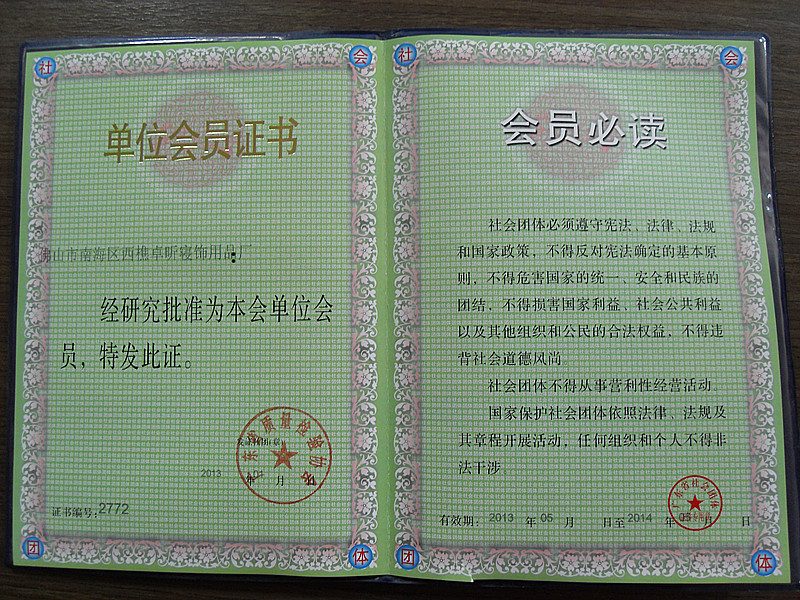 社 会
单位会员证书
佛山市南海区西樵卓昕寝饰用品厂
经研究批准为本会单位会
员，特发此证。
2013 年 月
证书编号：2772
团 体
社 会
会员必读
社会团体必须遵守宪法、法律、法规
和国家政策，不得反对宪法确定的基本原
则，不得危害国家的统一、安全和民族的
团结，不得损害国家利益、社会公共利益
以及其他组织和公民的合法权益，不得违
背社会道德风尚。
社会团体不得从事营利性经营活动。
国家保护社会团体依照法律、法规及
其章程开展活动，任何组织和个人不得非
法干涉。
广东省社会团体
有效期：2013 年 05 月 日至 2014 年 05 月 日
团 体